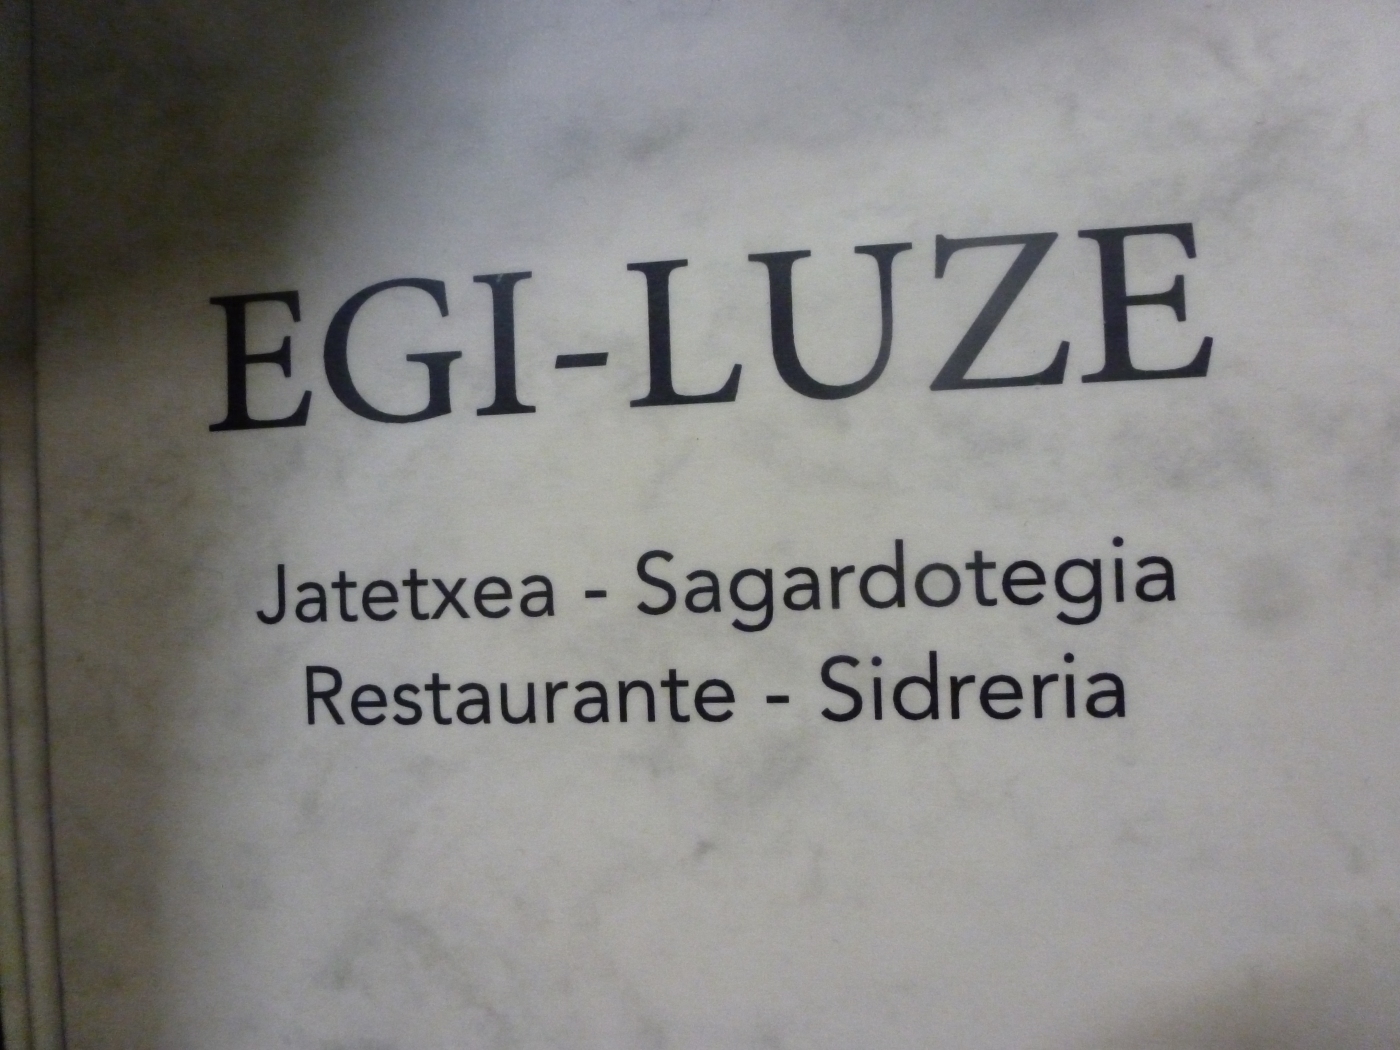 EGI-LUZE
Jatetxea - Sagardotegia
Restaurante - Sidreria